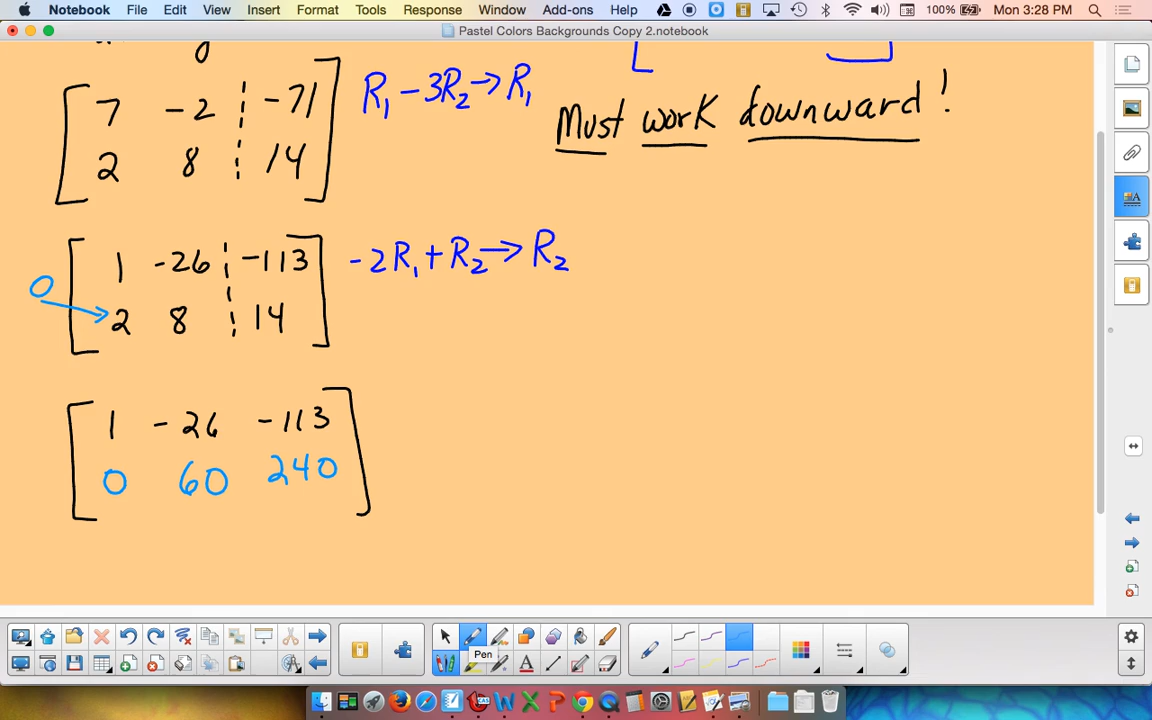 Notebook File Edit View Insert Format Tools Response Window Add-ons Help 100% Mon 3:28 PM
Pastel Colors Backgrounds Copy 2.notebook
7 -2 -71 R1 - 3R2 → R1
2 8 14
Must work downward!
1 -26 -113 -2R1 + R2 → R2
0 → 2 8 14
1 -26 -113
0 60 240
Pen